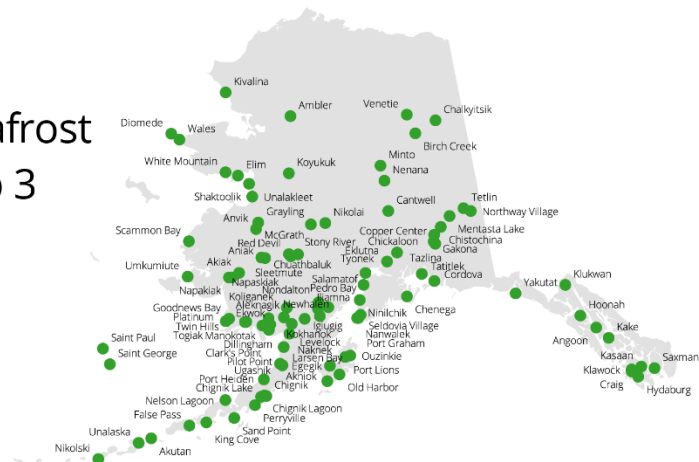 afrost
3
Kivalina
Ambler
Venetie
Chalkyitsik
Diomede
Wales
Birch Creek
White Mountain
Elim
Koyukuk
Minto
Nenana
Shaktoolik
Unalakleet
Cantwell
Tetlin
Grayling
Northway Village
Anvik
Nikolai
Scammon Bay
McGrath
Copper Center
Mentasta Lake
Red Devil
Stony River
Chickaloon
Chistochina
Aniak
Eklutna
Gakona
Umkumiute
Akiak
Chuathbaluk
Tyonek
Tazlina
Sleetmute
Tatitlek
Napaskiak
Salamatof
Cordova
Klukwan
Napakiak
Nondalton
Pedro Bay
Yakutat
Koliganek
Iliamna
Goodnews Bay
Aleknagik
Newhalen
Chenega
Hoonah
Platinum
Ekwok
Ninilchik
Twin Hills
Igiugig
Seldovia Village
Kake
Togiak
Manokotak
Kokhanok
Nanwalek
Angoon
Saint Paul
Dillingham
Levelock
Port Graham
Saint George
Clark's Point
Naknek
Ouzinkie
Kasaan
Saxman
Pilot Point
Larsen Bay
Ugashik
Egegik
Port Lions
Klawock
Port Heiden
Akhiok
Craig
Hydaburg
Chignik Lake
Chignik
Old Harbor
Nelson Lagoon
Chignik Lagoon
False Pass
Perryville
Unalaska
Sand Point
King Cove
Nikolski
Akutan